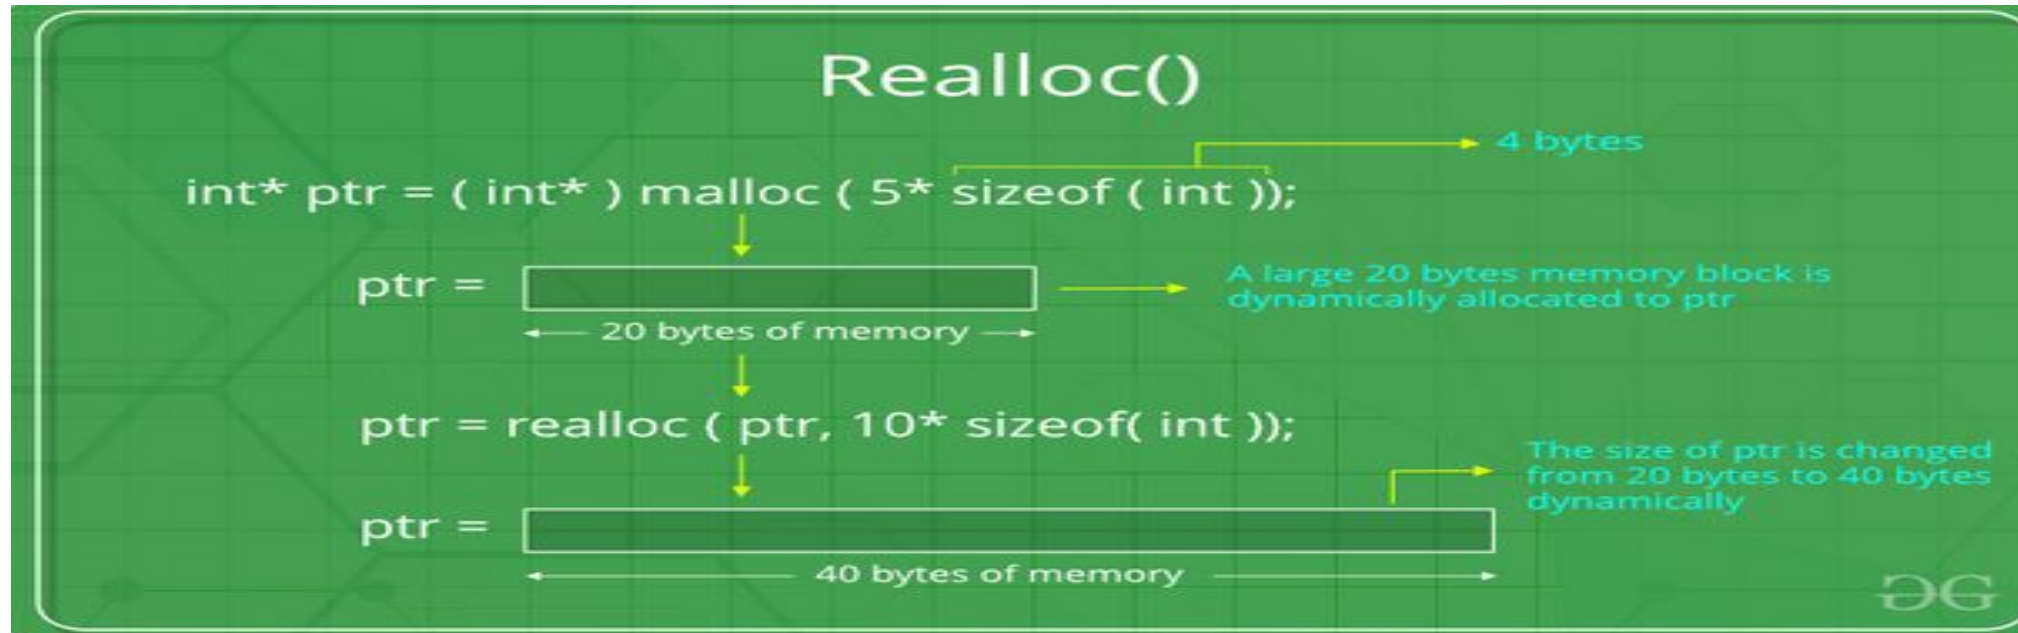 Realloc()
4 bytes
int* ptr = ( int* ) malloc ( 5* sizeof ( int ));
ptr =
A large 20 bytes memory block is
dynamically allocated to ptr
20 bytes of memory
ptr = realloc ( ptr, 10* sizeof( int ));
The size of ptr is changed
from 20 bytes to 40 bytes
dynamically
ptr =
40 bytes of memory